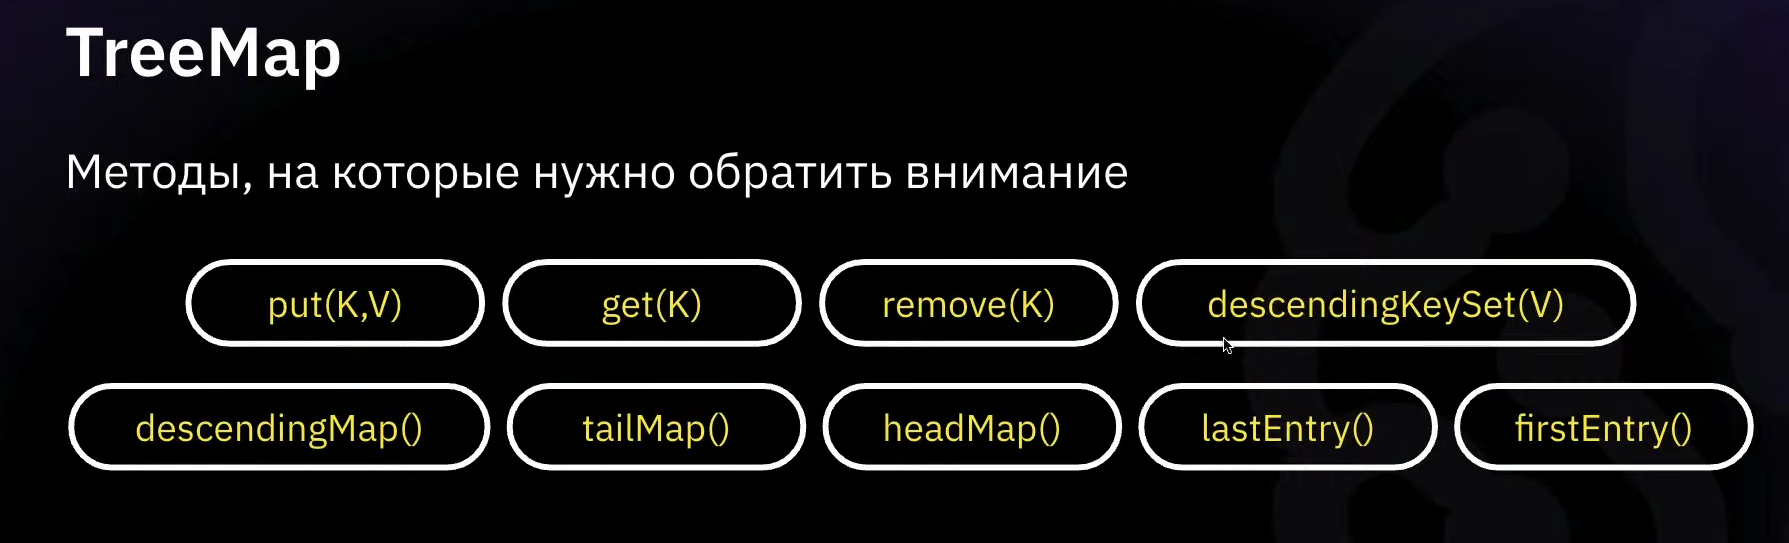 TreeMap
Методы, на которые нужно обратить внимание
put(K,V) get(K) remove(K) descendingKeySet(V)
descendingMap() tailMap() headMap() lastEntry() firstEntry()